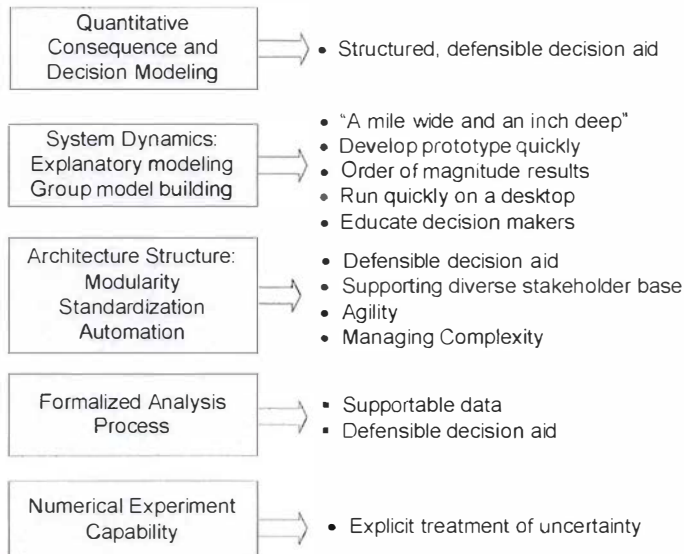 Quantitative
Consequence and
Decision Modeling
• Structured, defensible decision aid
System Dynamics:
Explanatory modeling
Group model building
• "A mile wide and an inch deep"
• Develop prototype quickly
• Order of magnitude results
• Run quickly on a desktop
• Educate decision makers
Architecture Structure:
Modularity
Standardization
Automation
• Defensible decision aid
• Supporting diverse stakeholder base
• Agility
• Managing Complexity
Formalized Analysis
Process
▪ Supportable data
▪ Defensible decision aid
Numerical Experiment
Capability
• Explicit treatment of uncertainty